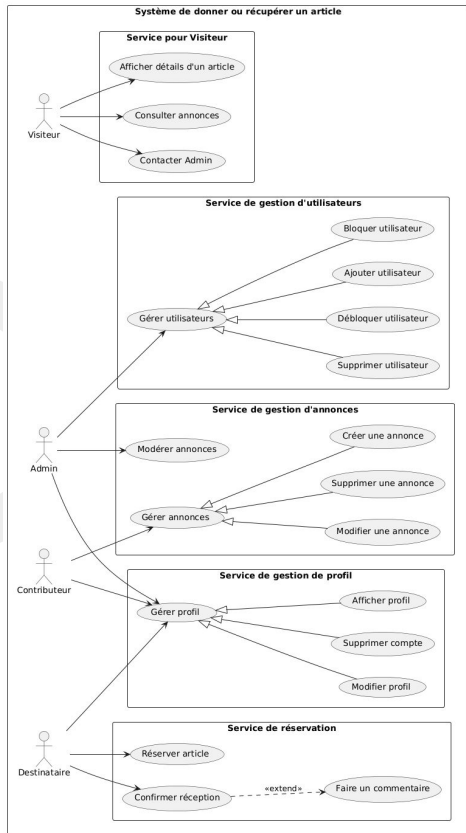 Système de donner ou récupérer un article
Service pour Visiteur
Afficher détails d'un article
Consulter annonces
Visiteur
Contacter Admin
Service de gestion d'utilisateurs
Bloquer utilisateur
Ajouter utilisateur
Gérer utilisateurs
Débloquer utilisateur
Supprimer utilisateur
Service de gestion d'annonces
Créer une annonce
Modérer annonces
Admin
Supprimer une annonce
Gérer annonces
Modifier une annonce
Service de gestion de profil
Contributeur
Afficher profil
Gérer profil
Supprimer compte
Modifier profil
Service de réservation
Réserver article
Destinataire
«extend»
Faire un commentaire
Confirmer réception